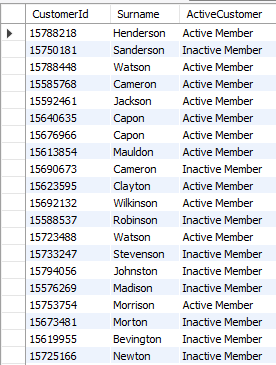 CustomerId Surname ActiveCustomer
15788218 Henderson Active Member
15750181 Sanderson Inactive Member
15788448 Watson Active Member
15585768 Cameron Active Member
15592461 Jackson Active Member
15640635 Capon Active Member
15676966 Capon Active Member
15613854 Mauldon Active Member
15690673 Cameron Inactive Member
15623595 Clayton Active Member
15692132 Wilkinson Active Member
15588537 Robinson Inactive Member
15723488 Watson Active Member
15733247 Stevenson Inactive Member
15794056 Johnston Inactive Member
15576269 Madison Inactive Member
15753754 Morrison Active Member
15673481 Morton Inactive Member
15619955 Bevington Inactive Member
15725166 Newton Inactive Member